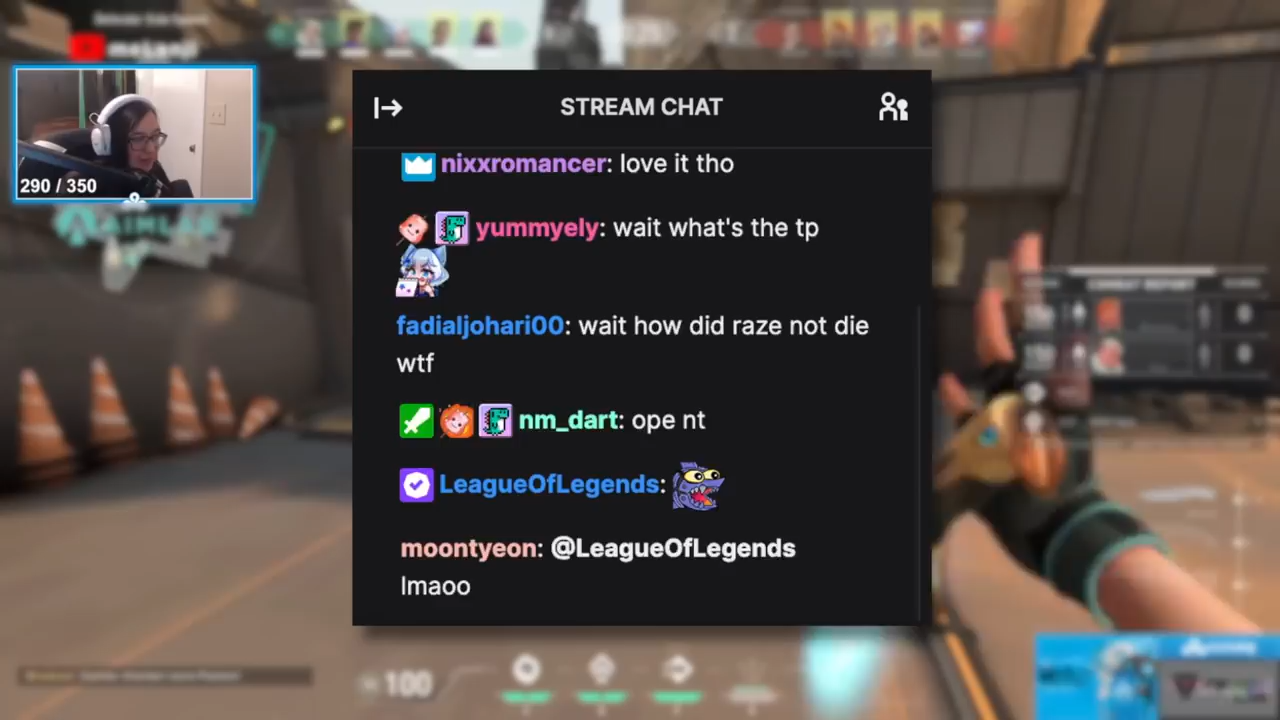 STREAM CHAT
nixxromancer: love it tho
yummyely: wait what's the tp
fadialjohari00: wait how did raze not die
wtf
nm_dart: ope nt
LeagueOfLegends:
moontyeon: @LeagueOfLegends
lmaoo
290 / 350
AIMLAB
100